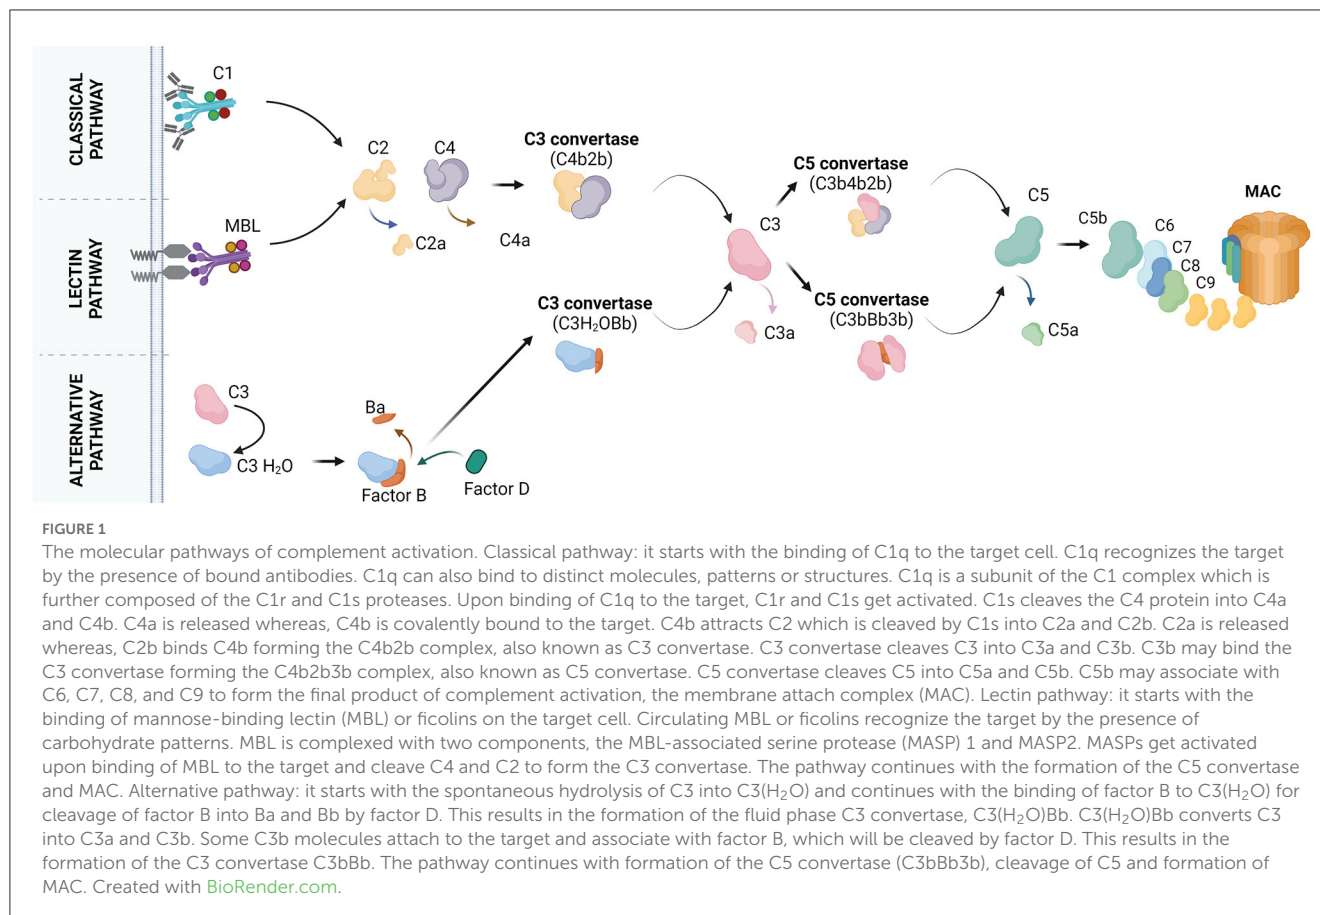 CLASSICAL
PATHWAY
C1
C2
C4
C3 convertase
(C4b2b)
C2a
C4a
LECTIN
PATHWAY
MBL
C3 convertase
(C3H₂OBb)
C3
C3a
C5 convertase
(C3b4b2b)
C5 convertase
(C3bBb3b)
C5
C5a
C5b
C6
C7
C8
C9
MAC
ALTERNATIVE
PATHWAY
C3
C3 H₂O
Ba
Factor B
Factor D
FIGURE 1
The molecular pathways of complement activation. Classical pathway: it starts with the binding of C1q to the target cell. C1q recognizes the target
by the presence of bound antibodies. C1q can also bind to distinct molecules, patterns or structures. C1q is a subunit of the C1 complex which is
further composed of the C1r and C1s proteases. Upon binding of C1q to the target, C1r and C1s get activated. C1s cleaves the C4 protein into C4a
and C4b. C4a is released whereas, C4b is covalently bound to the target. C4b attracts C2 which is cleaved by C1s into C2a and C2b. C2a is released
whereas, C2b binds C4b forming the C4b2b complex, also known as C3 convertase. C3 convertase cleaves C3 into C3a and C3b. C3b may bind the
C3 convertase forming the C4b2b3b complex, also known as C5 convertase. C5 convertase cleaves C5 into C5a and C5b. C5b may associate with
C6, C7, C8, and C9 to form the final product of complement activation, the membrane attach complex (MAC). Lectin pathway: it starts with the
binding of mannose-binding lectin (MBL) or ficolins on the target cell. Circulating MBL or ficolins recognize the target by the presence of
carbohydrate patterns. MBL is complexed with two components, the MBL-associated serine protease (MASP) 1 and MASP2. MASPs get activated
upon binding of MBL to the target and cleave C4 and C2 to form the C3 convertase. The pathway continues with the formation of the C5 convertase
and MAC. Alternative pathway: it starts with the spontaneous hydrolysis of C3 into C3(H₂O) and continues with the binding of factor B to C3(H₂O) for
cleavage of factor B into Ba and Bb by factor D. This results in the formation of the fluid phase C3 convertase, C3(H₂O)Bb. C3(H₂O)Bb converts C3
into C3a and C3b. Some C3b molecules attach to the target and associate with factor B, which will be cleaved by factor D. This results in the
formation of the C3 convertase C3bBb. The pathway continues with formation of the C5 convertase (C3bBb3b), cleavage of C5 and formation of
MAC. Created with BioRender.com.